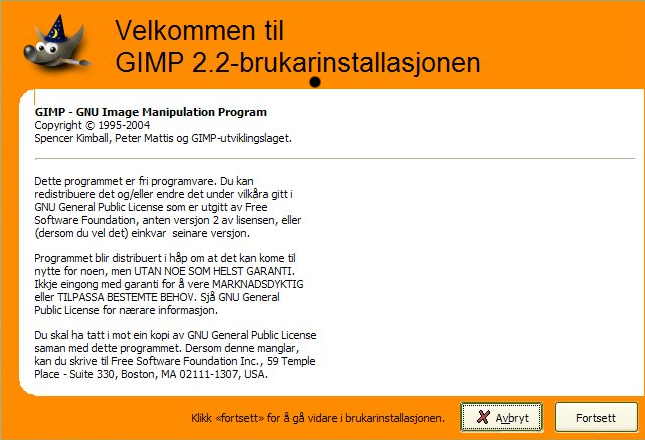 Velkommen til
GIMP 2.2-brukarinstallasjonen
GIMP - GNU Image Manipulation Program
Copyright © 1995-2004
Spencer Kimball, Peter Mattis og GIMP-utviklingslaget.
Dette programmet er fri programvare. Du kan
redistribuere det og/eller endre det under vilkåra gitt i
GNU General Public License som er utgitt av Free
Software Foundation, anten versjon 2 av lisensen, eller
(dersom du vel det) einkvar  seinare versjon.
Programmet blir distribuert i håp om at det kan kome til
nytte for noen, men UTAN NOE SOM HELST GARANTI.
Ikkje eingong med garanti for å vere MARKNADSDYKTIG
eller TILPASSA BESTEMTE BEHOV. Sjå GNU General
Public License for nærare informasjon.
Du skal ha tatt i mot ein kopi av GNU General Public License
saman med dette programmet. Dersom denne manglar,
kan du skrive til Free Software Foundation Inc., 59 Temple
Place - Suite 330, Boston, MA 02111-1307, USA.
Klikk «fortsett» for å gå vidare i brukarinstallasjonen.
Avbryt
Fortsett